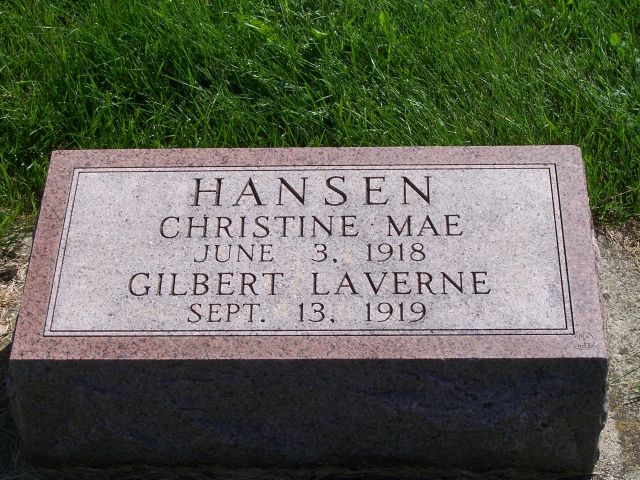 HANSEN
CHRISTINE MAE
JUNE 3, 1918
GILBERT LAVERNE
SEPT. 13, 1919